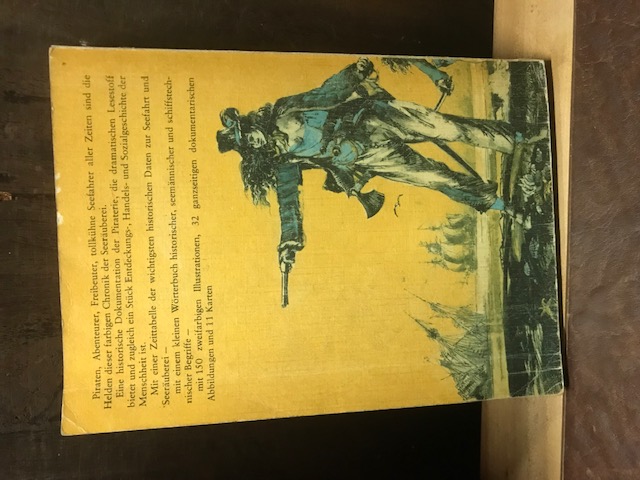 Piraten, Abenteurer, Freibeuter, tollkühne Seefahrer aller Zeiten sind die
Helden dieser farbigen Chronik der Seeräuberei.
Eine historische Dokumentation der Piraterie, die dramatischen Lesestoff
bietet und zugleich ein Stück Entdeckungs-, Handels- und Sozialgeschichte der
Menschheit ist.
Mit einer Zeittabelle der wichtigsten historischen Daten zur Seefahrt und
Seeräuberei –
mit einem kleinen Wörterbuch historischer, seemännischer und schiffstech-
nischer Begriffe –
mit 150 zweifarbigen Illustrationen, 32 ganzseitigen dokumentarischen
Abbildungen und 11 Karten